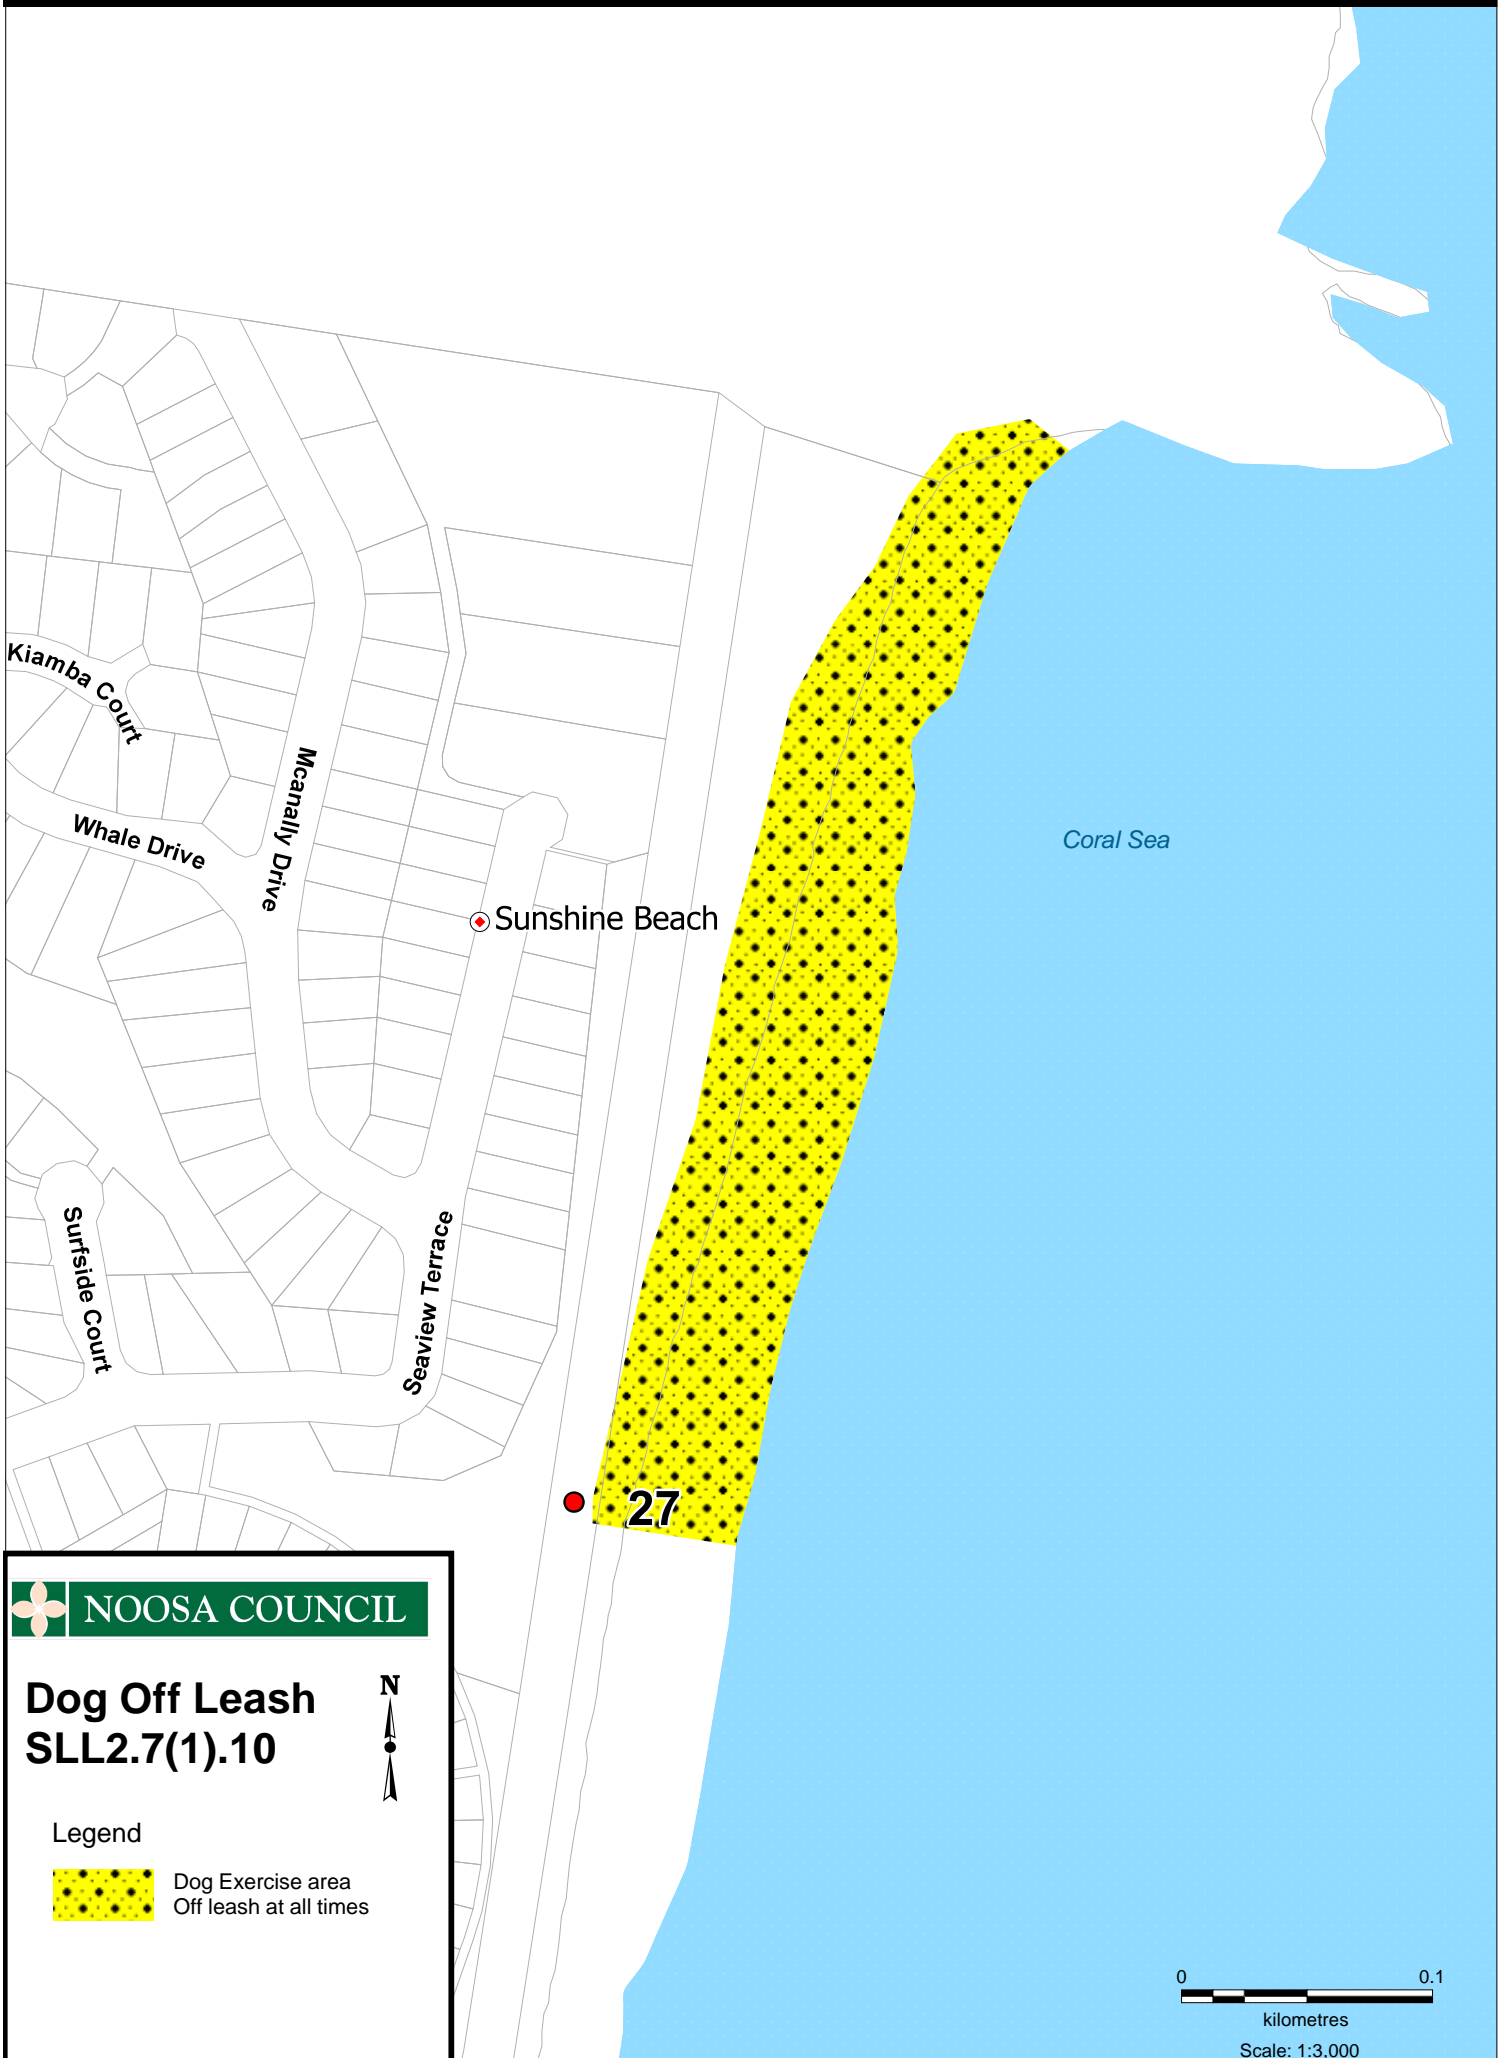 Kiamba Court
Whale Drive
Mcanally Drive
Coral Sea
Sunshine Beach
Surfside Court
Seaview Terrace
27
NOOSA COUNCIL
Dog Off Leash
SLL2.7(1).10
N
Legend
Dog Exercise area
Off leash at all times
0 0.1
kilometres
Scale: 1:3,000